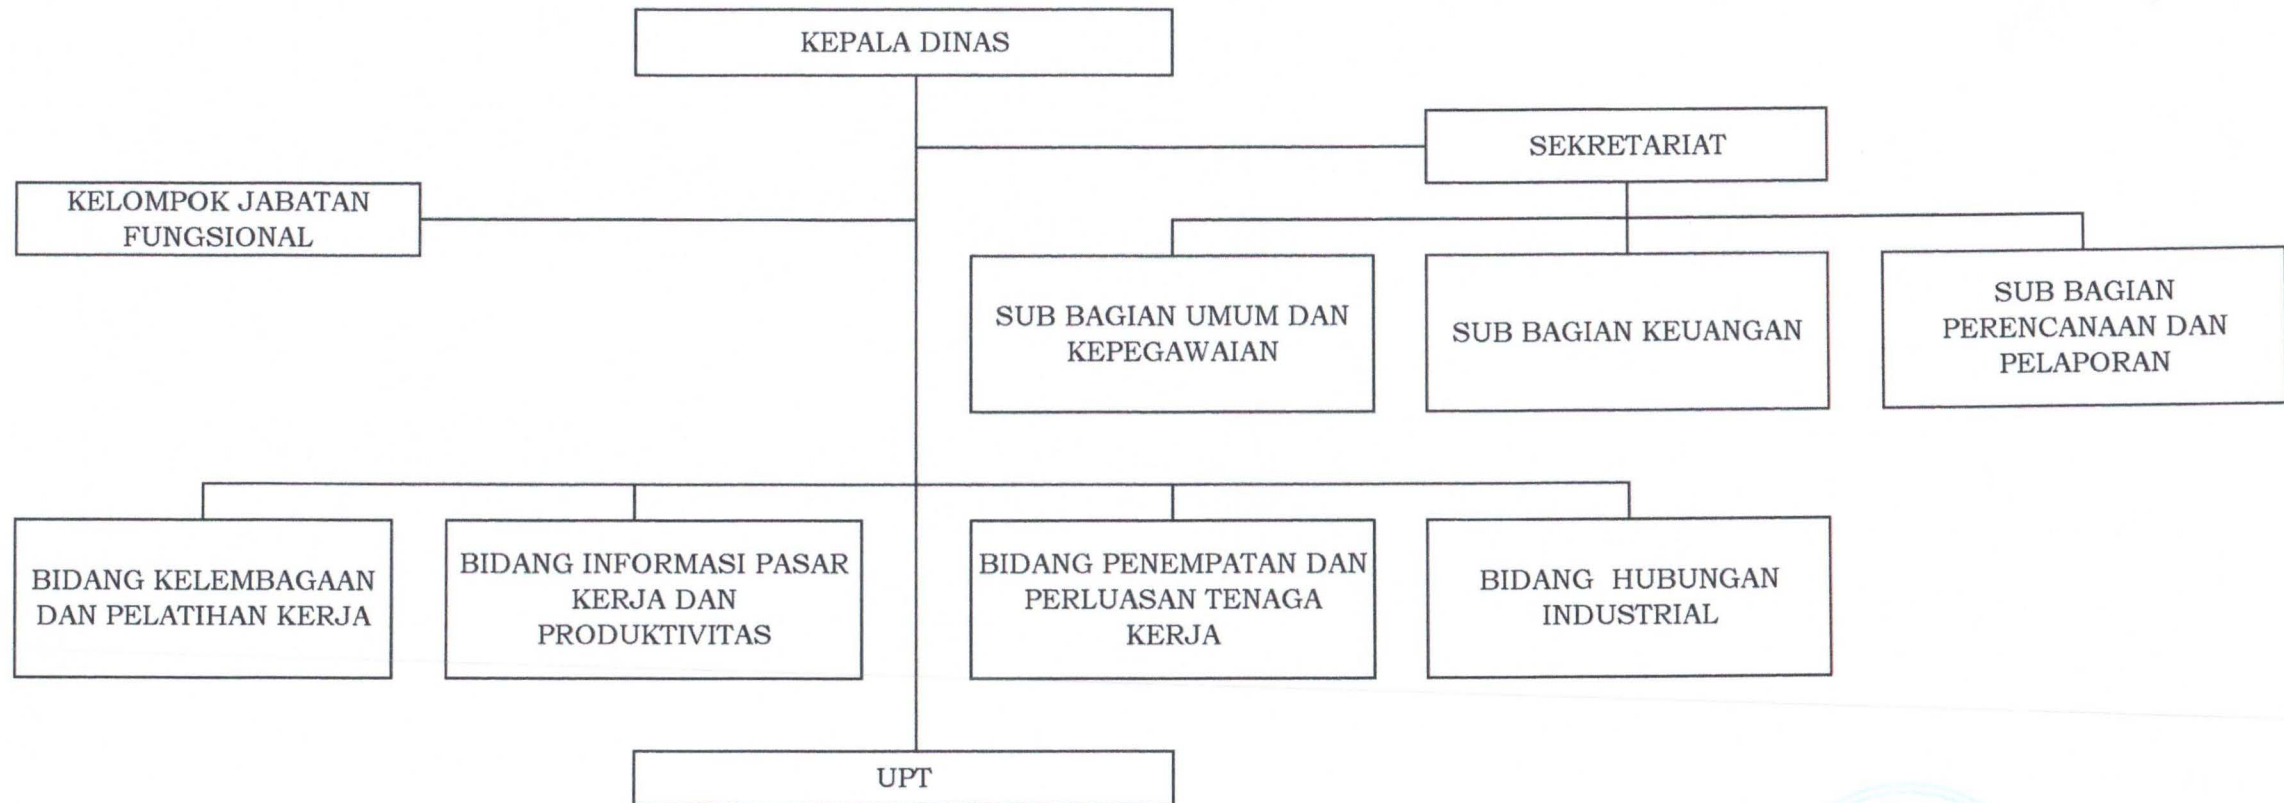 KEPALA DINAS
SEKRETARIAT
KELOMPOK JABATAN
FUNGSIONAL
SUB BAGIAN UMUM DAN
KEPEGAWAIAN
SUB BAGIAN KEUANGAN
SUB BAGIAN
PERENCANAAN DAN
PELAPORAN
BIDANG KELEMBAGAAN
DAN PELATIHAN KERJA
BIDANG INFORMASI PASAR
KERJA DAN
PRODUKTIVITAS
BIDANG PENEMPATAN DAN
PERLUASAN TENAGA
KERJA
BIDANG HUBUNGAN
INDUSTRIAL
UPT